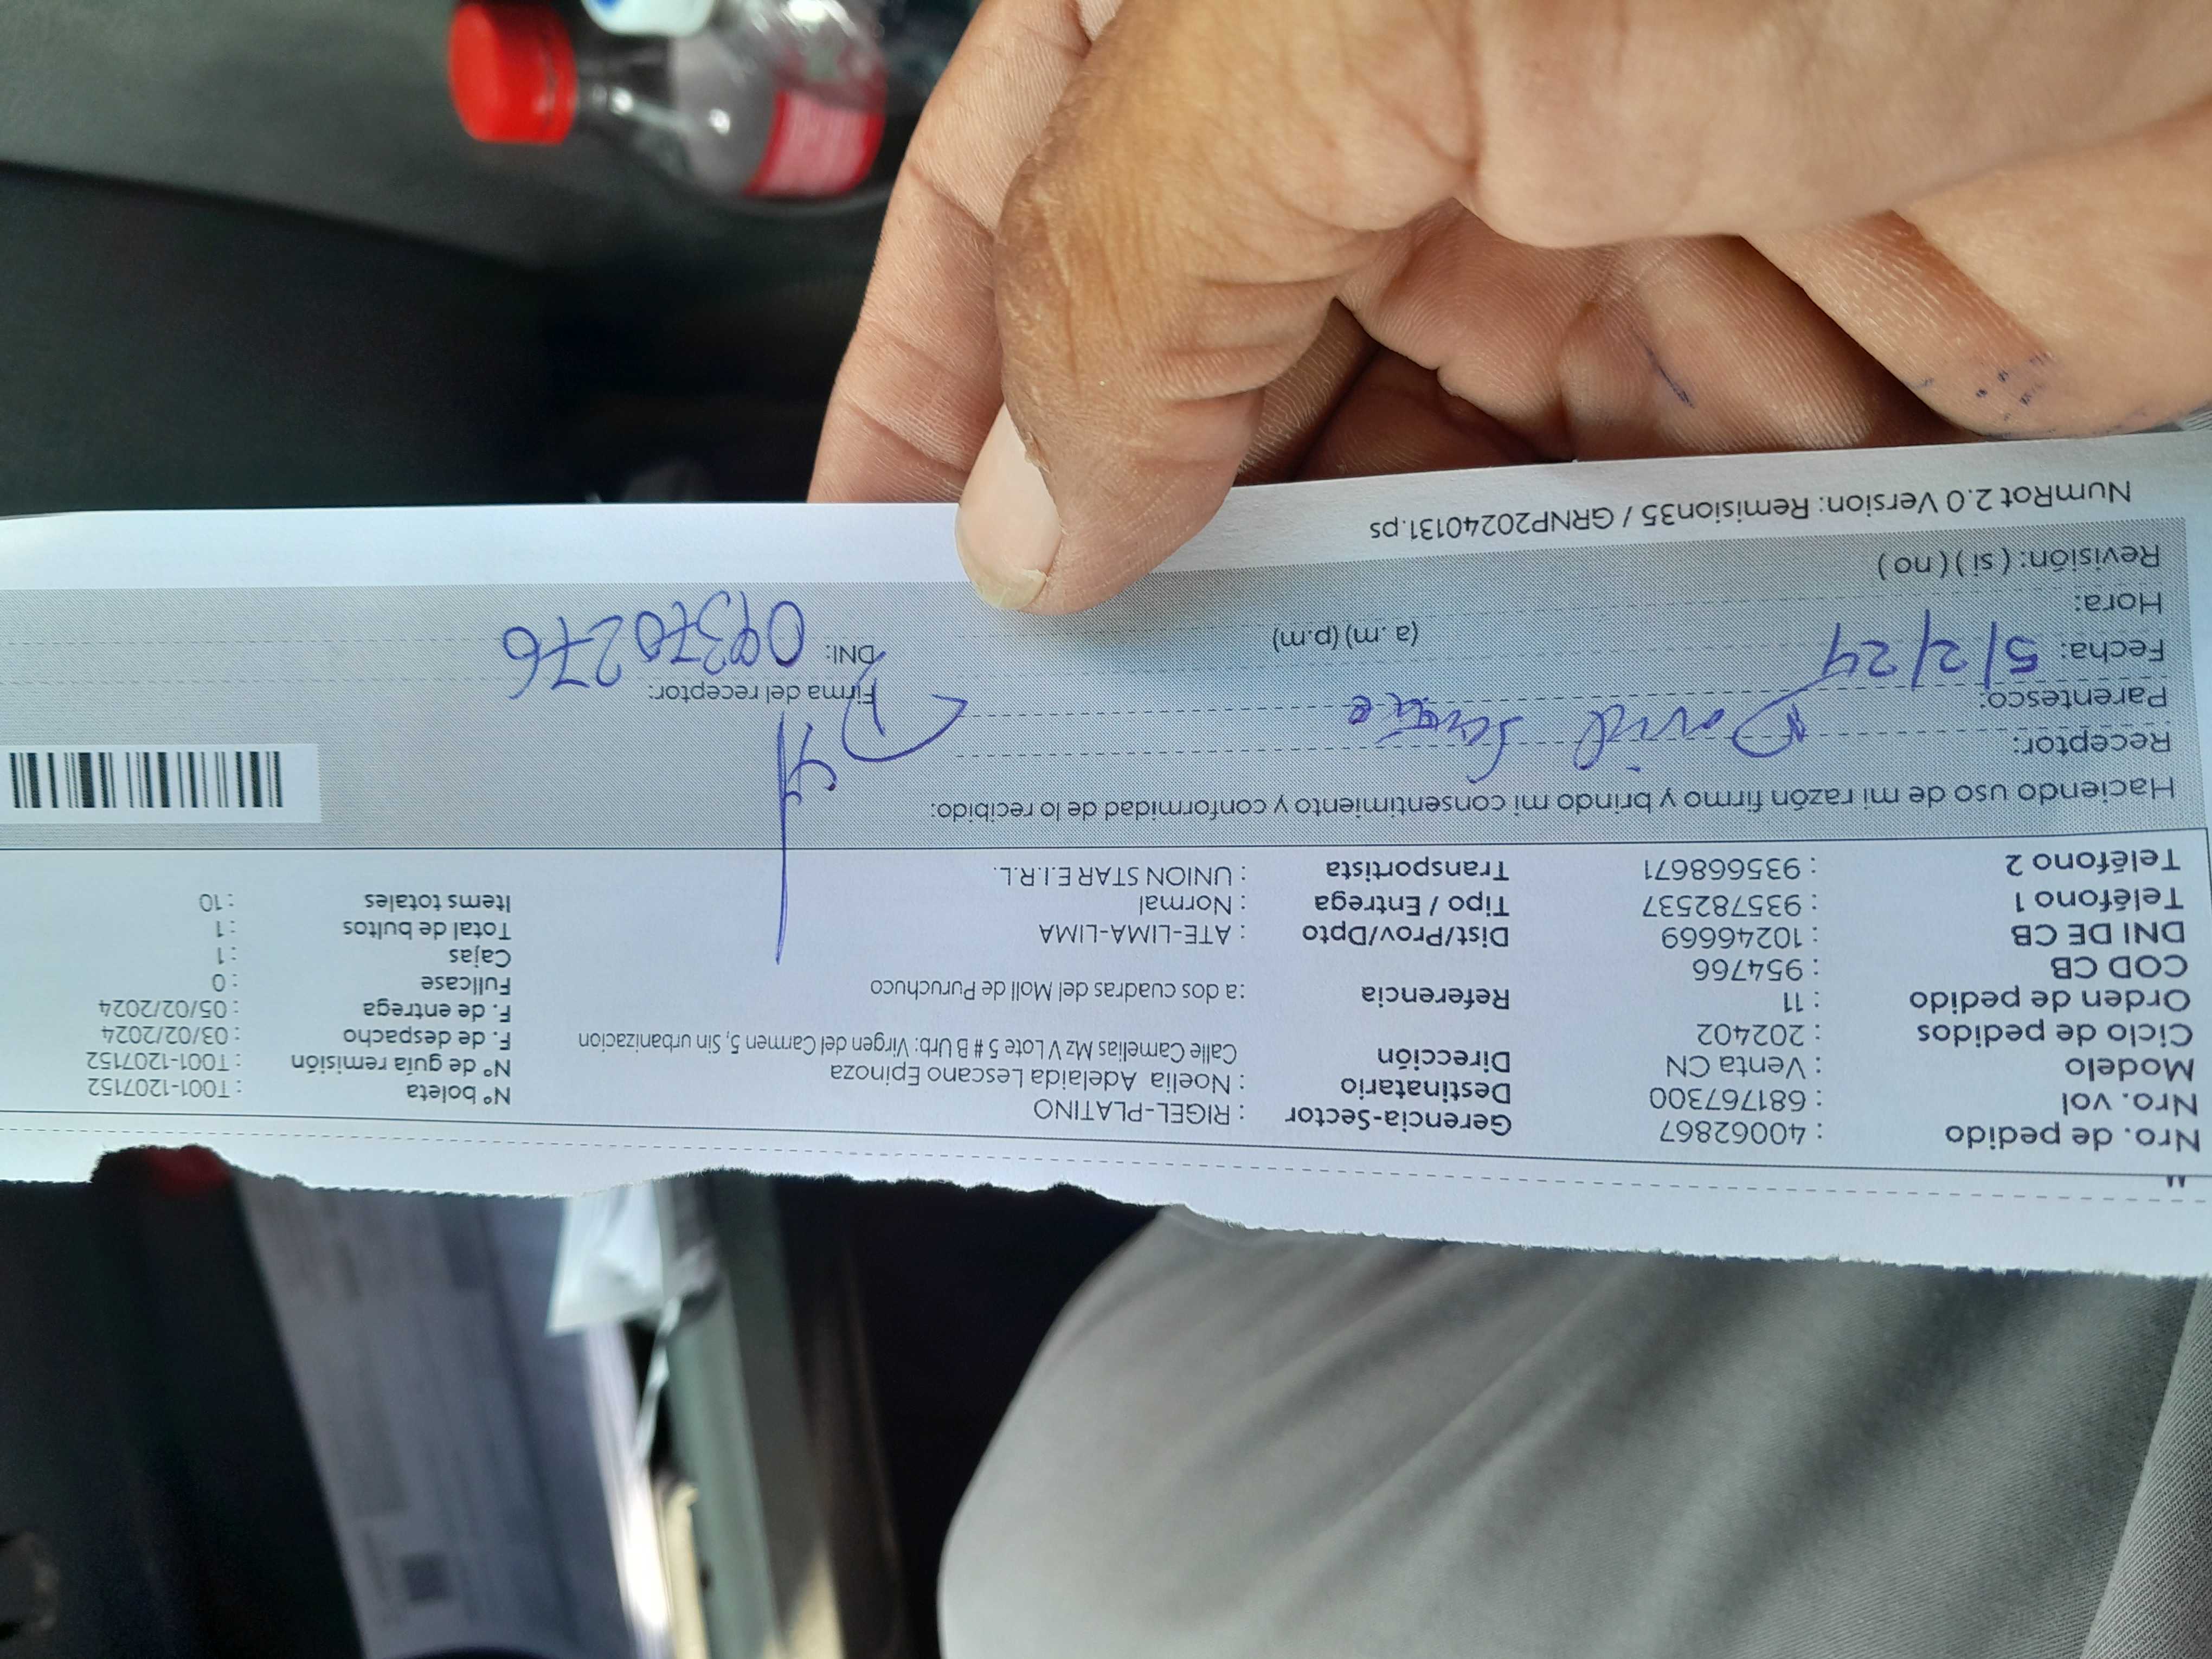 Nro. de pedido : 40062867
Nro. vol : 681767300
Modelo : Venta CN
Ciclo de pedidos : 202402
Orden de pedido : 11
COD CB : 954766
DNI DE CB : 10246669
Teléfono 1 : 935782537
Teléfono 2 : 935668671
Gerencia-Sector : RIGEL-PLATINO
Destinatario : Noelia Adelaida Lescano Epinoza
Dirección Calle Camelias Mz V Lote 5 # B Urb: Virgen del Carmen 5, Sin urbanizacion
Referencia : a dos cuadras del Moll de Puruchuco
Dist/Prov/Dpto : ATE-LIMA-LIMA
Tipo / Entrega : Normal
Transportista : UNION STAR E.I.R.L.
Nº boleta : T001-1207152
Nº de guía remisión : T001-1207152
F. de despacho : 03/02/2024
F. de entrega : 05/02/2024
Fullcase : 0
Cajas : 1
Total de bultos : 1
Items totales : 10
Haciendo uso de mi razón firmo y brindo mi consentimiento y conformidad de lo recibido:
Receptor: David
Parentesco:
Fecha: 5/2/24
Hora: (a. m) (p.m)
Revisión: ( si ) ( no )
Firma del receptor:
DNI: 09370276
NumRot 2.0 Version: Remision35 / GRNP20240131.ps